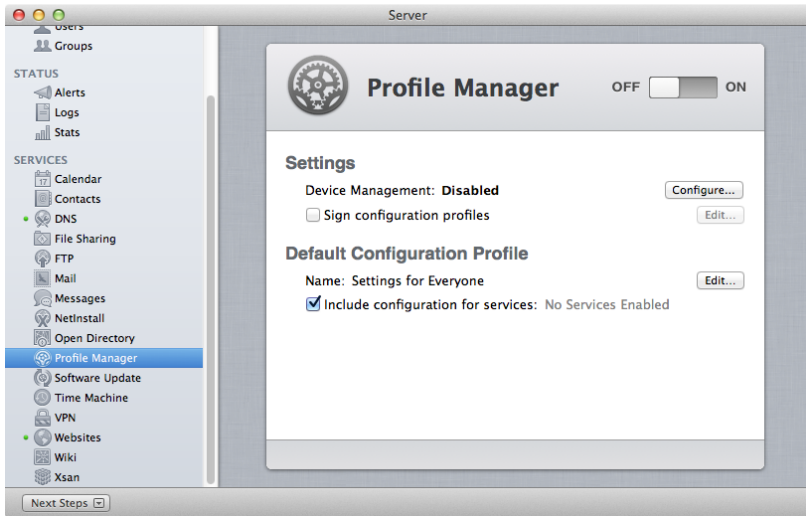 Server
Users
Groups
STATUS
Alerts
Logs
Stats
SERVICES
17 Calendar
Contacts
DNS
File Sharing
FTP
Mail
Messages
NetInstall
Open Directory
Profile Manager
Software Update
Time Machine
VPN
Websites
Wiki
Xsan
Next Steps
Profile Manager OFF ON
Settings
Device Management: Disabled Configure...
Sign configuration profiles Edit...
Default Configuration Profile
Name: Settings for Everyone Edit...
Include configuration for services: No Services Enabled